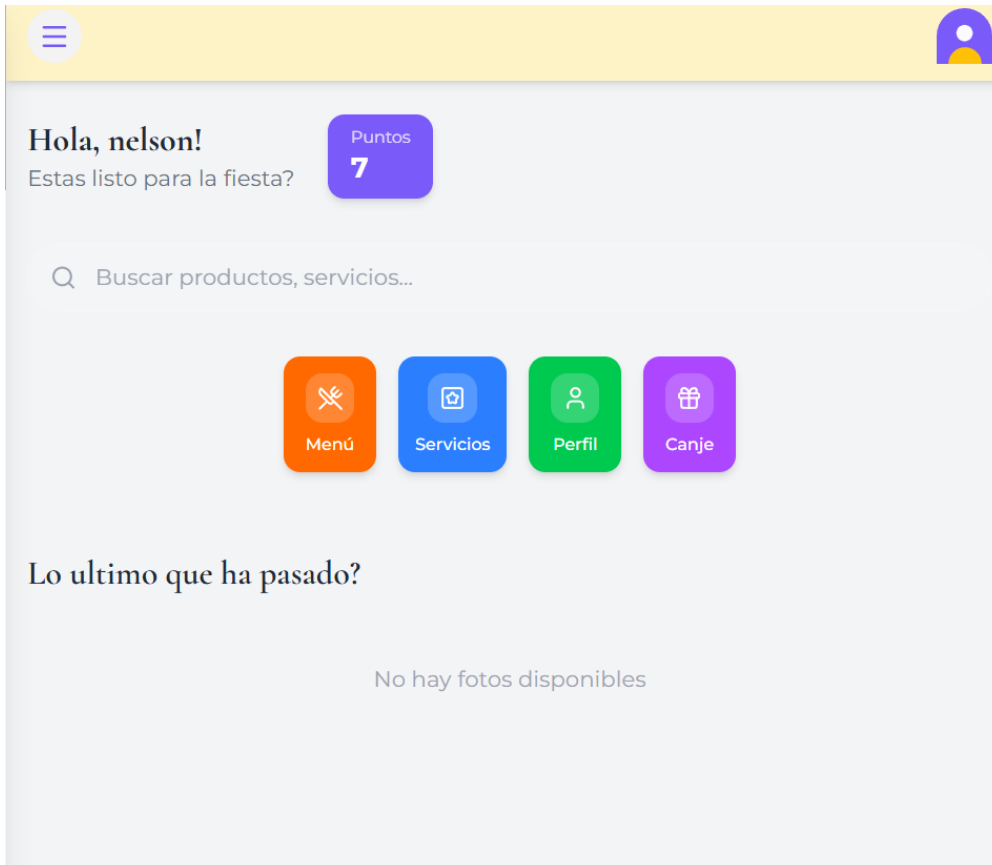 Hola, nelson!
Estas listo para la fiesta?
Puntos
7
Buscar productos, servicios...
Menú
Servicios
Perfil
Canje
Lo ultimo que ha pasado?
No hay fotos disponibles